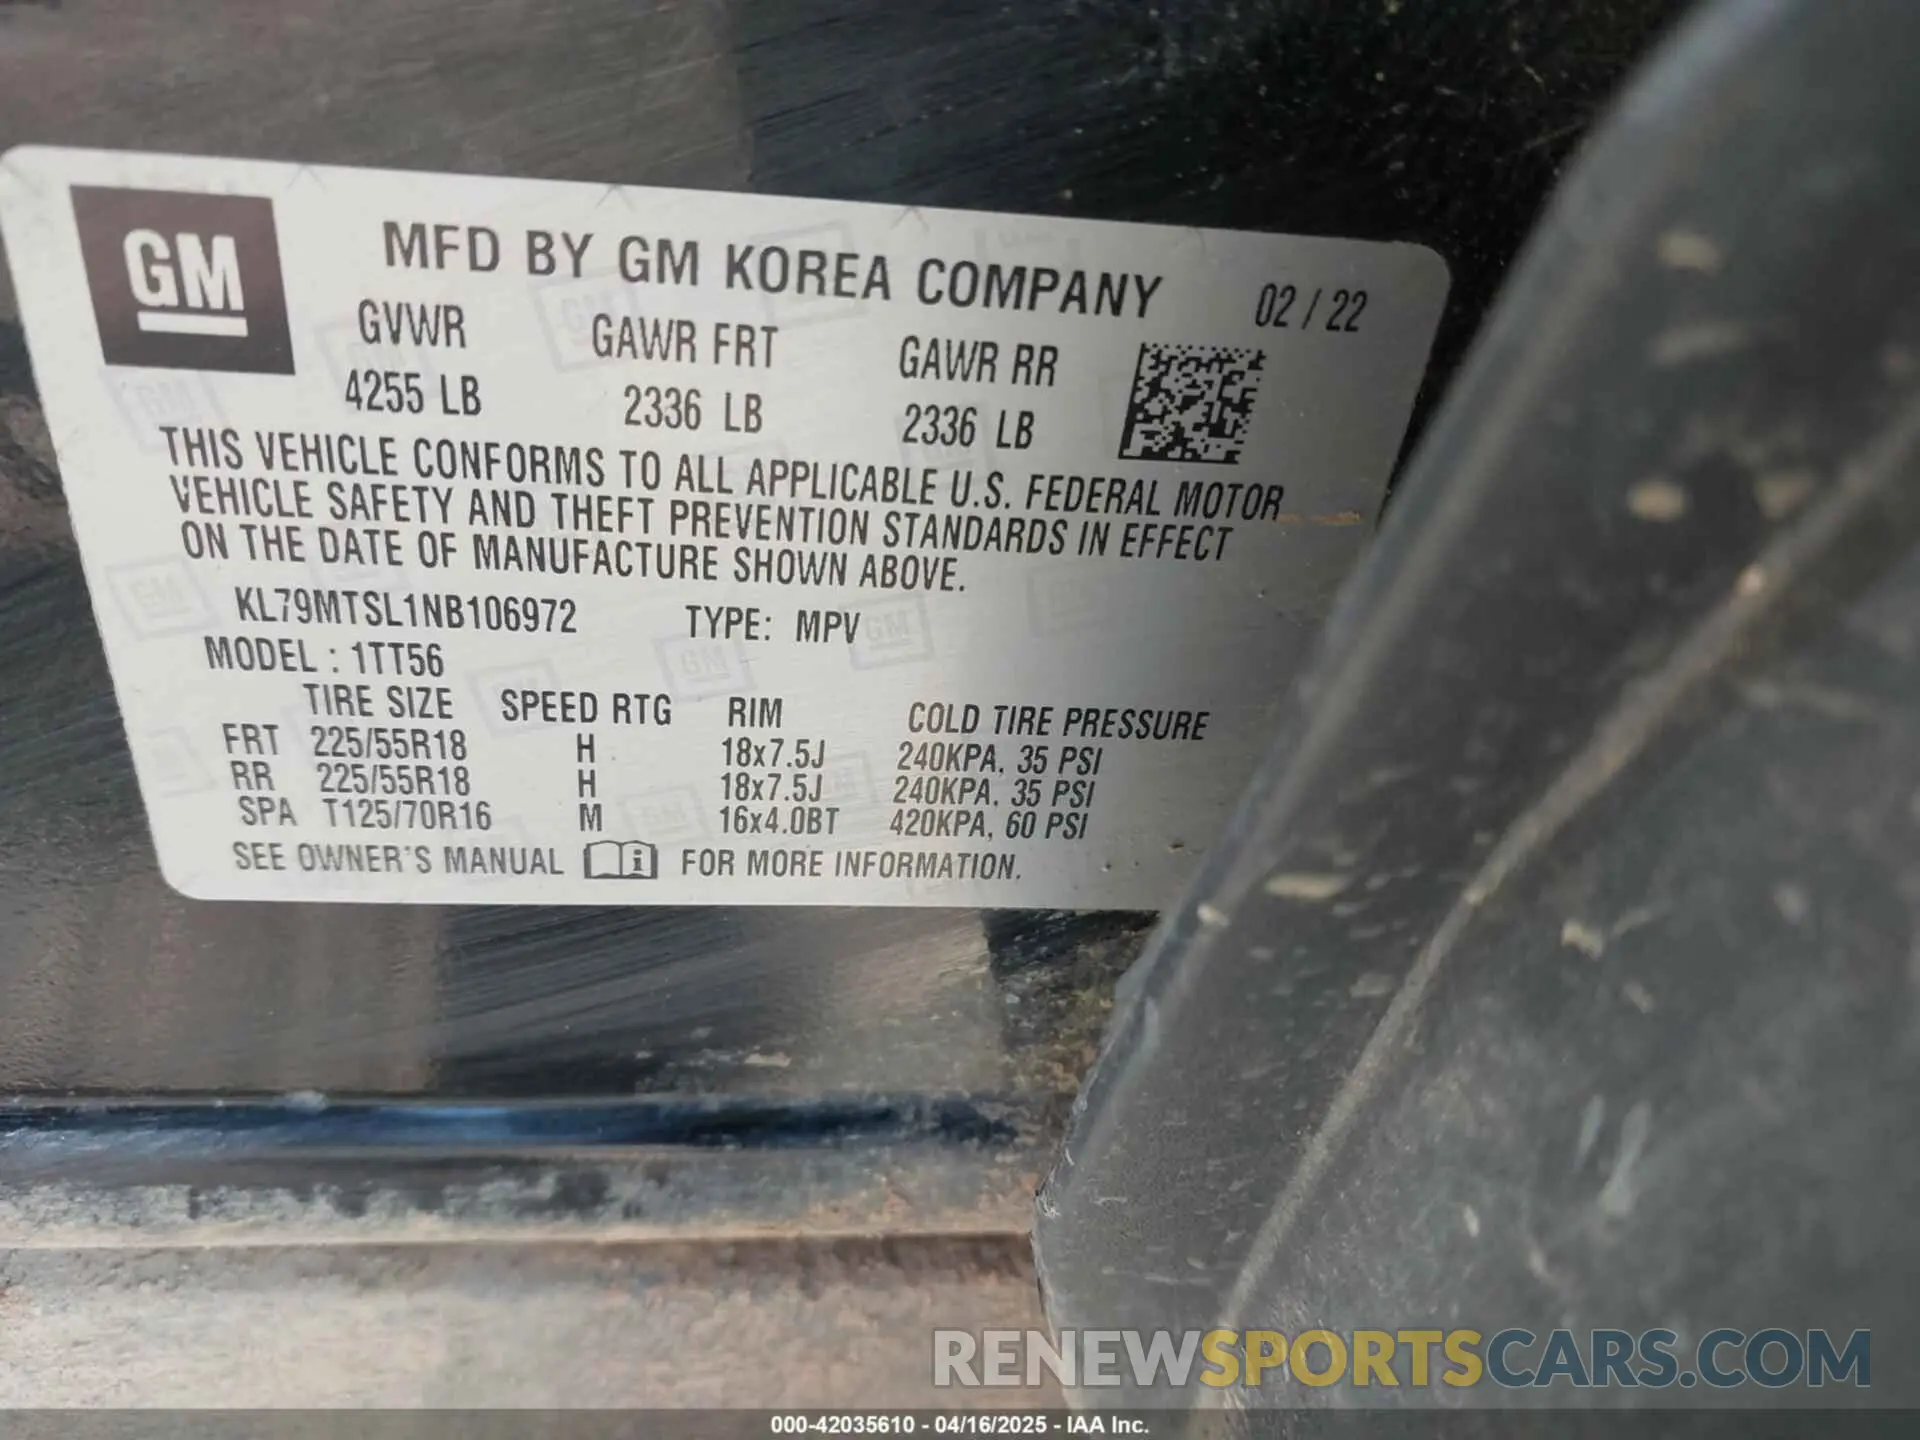 GM
MFD BY GM KOREA COMPANY 02 / 22
GVWR GAWR FRT GAWR RR
4255 LB 2336 LB 2336 LB
THIS VEHICLE CONFORMS TO ALL APPLICABLE U.S. FEDERAL MOTOR
VEHICLE SAFETY AND THEFT PREVENTION STANDARDS IN EFFECT
ON THE DATE OF MANUFACTURE SHOWN ABOVE.
KL79MTSL1NB106972 TYPE: MPV
MODEL : 1TT56
TIRE SIZE SPEED RTG RIM COLD TIRE PRESSURE
FRT 225/55R18 H 18x7.5J 240KPA, 35 PSI
RR 225/55R18 H 18x7.5J 240KPA, 35 PSI
SPA T125/70R16 M 16x4.0BT 420KPA, 60 PSI
SEE OWNER'S MANUAL i FOR MORE INFORMATION.
RENEWSPORTSCARS.COM
000-42035610 - 04/16/2025 - IAA Inc.